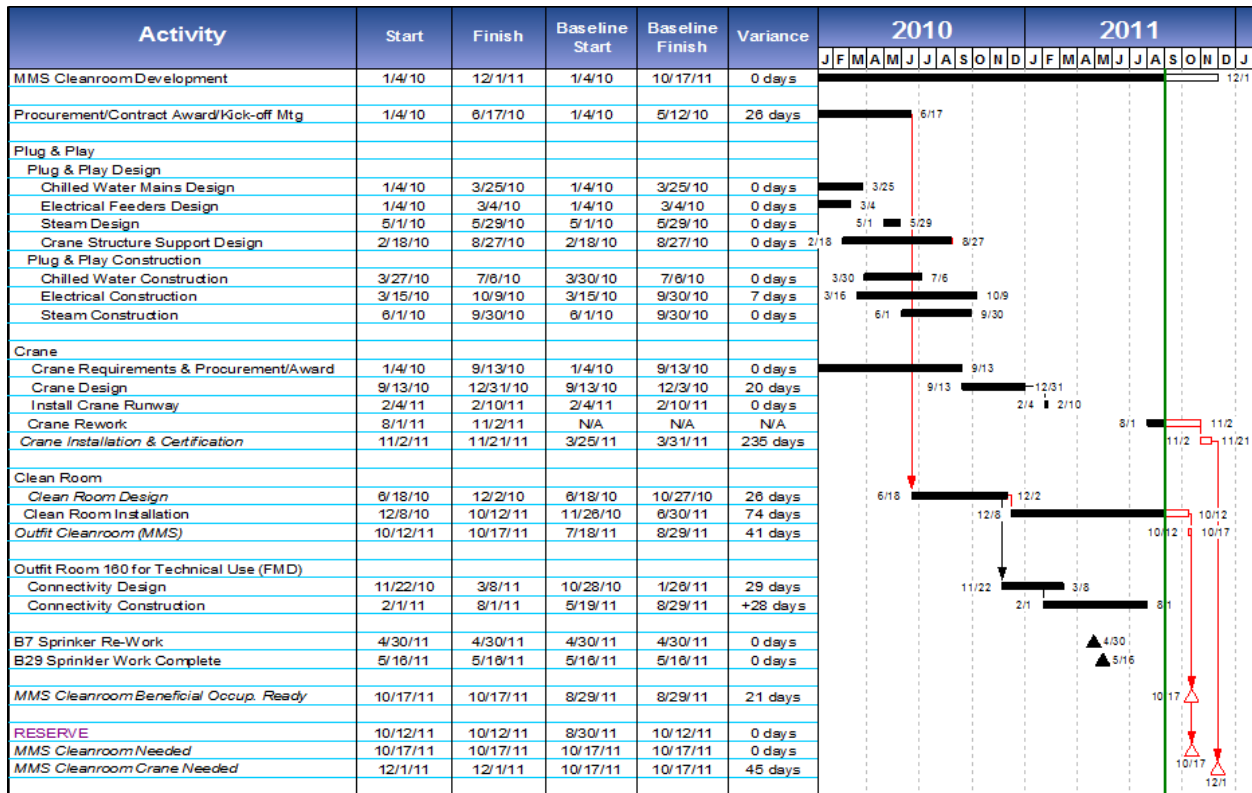 Activity Start Finish Baseline Start Baseline Finish Variance 2010 2011
J F M A M J J A S O N D J F M A M J J A S O N D J
MMS Cleanroom Development 1/4/10 12/1/11 1/4/10 10/17/11 0 days 12/1
Procurement/Contract Award/Kick-off Mtg 1/4/10 6/17/10 1/4/10 5/12/10 26 days 6/17
Plug & Play
Plug & Play Design
Chilled Water Mains Design 1/4/10 3/25/10 1/4/10 3/25/10 0 days 3/25
Electrical Feeders Design 1/4/10 3/4/10 1/4/10 3/4/10 0 days 3/4
Steam Design 5/1/10 5/29/10 5/1/10 5/29/10 0 days 5/1 5/29
Crane Structure Support Design 2/18/10 8/27/10 2/18/10 8/27/10 0 days 2/18 8/27
Plug & Play Construction
Chilled Water Construction 3/27/10 7/6/10 3/30/10 7/6/10 0 days 3/30 7/6
Electrical Construction 3/15/10 10/9/10 3/15/10 9/30/10 7 days 3/16 10/9
Steam Construction 6/1/10 9/30/10 6/1/10 9/30/10 0 days 6/1 9/30
Crane
Crane Requirements & Procurement/Award 1/4/10 9/13/10 1/4/10 9/13/10 0 days 9/13
Crane Design 9/13/10 12/31/10 9/13/10 12/3/10 20 days 9/13 12/31
Install Crane Runway 2/4/11 2/10/11 2/4/11 2/10/11 0 days 2/4 2/10
Crane Rework 8/1/11 11/2/11 N/A N/A N/A 8/1 11/2
Crane Installation & Certification 11/2/11 11/21/11 3/25/11 3/31/11 235 days 11/2 11/21
Clean Room
Clean Room Design 6/18/10 12/2/10 6/18/10 10/27/10 26 days 6/18 12/2
Clean Room Installation 12/8/10 10/12/11 11/26/10 6/30/11 74 days 12/8 10/12
Outfit Cleanroom (MMS) 10/12/11 10/17/11 7/18/11 8/29/11 41 days 10/12 10/17
Outfit Room 160 for Technical Use (FMD)
Connectivity Design 11/22/10 3/8/11 10/28/10 1/26/11 29 days 11/22 3/8
Connectivity Construction 2/1/11 8/1/11 5/19/11 8/29/11 +28 days 2/1 8/1
B7 Sprinker Re-Work 4/30/11 4/30/11 4/30/11 4/30/11 0 days 4/30
B29 Sprinkler Work Complete 5/16/11 5/16/11 5/16/11 5/16/11 0 days 5/16
MMS Cleanroom Beneficial Occup. Ready 10/17/11 10/17/11 8/29/11 8/29/11 21 days 10/17
RESERVE 10/12/11 10/12/11 8/30/11 10/12/11 0 days
MMS Cleanroom Needed 10/17/11 10/17/11 10/17/11 10/17/11 0 days 10/17
MMS Cleanroom Crane Needed 12/1/11 12/1/11 10/17/11 10/17/11 45 days 12/1